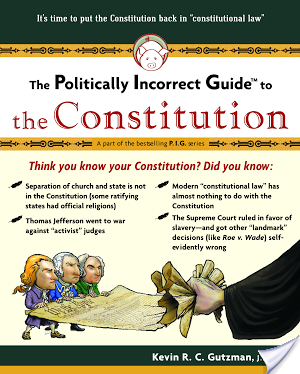 It's time to put the Constitution back in "constitutional law"
The Politically Incorrect Guide™ to
the Constitution
A part of the bestselling P.I.G. series
Think you know your Constitution? Did you know:
Separation of church and state is not
in the Constitution (some ratifying
states had official religions)
Thomas Jefferson went to war
against "activist" judges
Modern "constitutional law" has
almost nothing to do with the
Constitution
The Supreme Court ruled in favor of
slavery—and got other "landmark"
decisions (like Roe v. Wade) self-
evidently wrong
Kevin R. C. Gutzman, J.